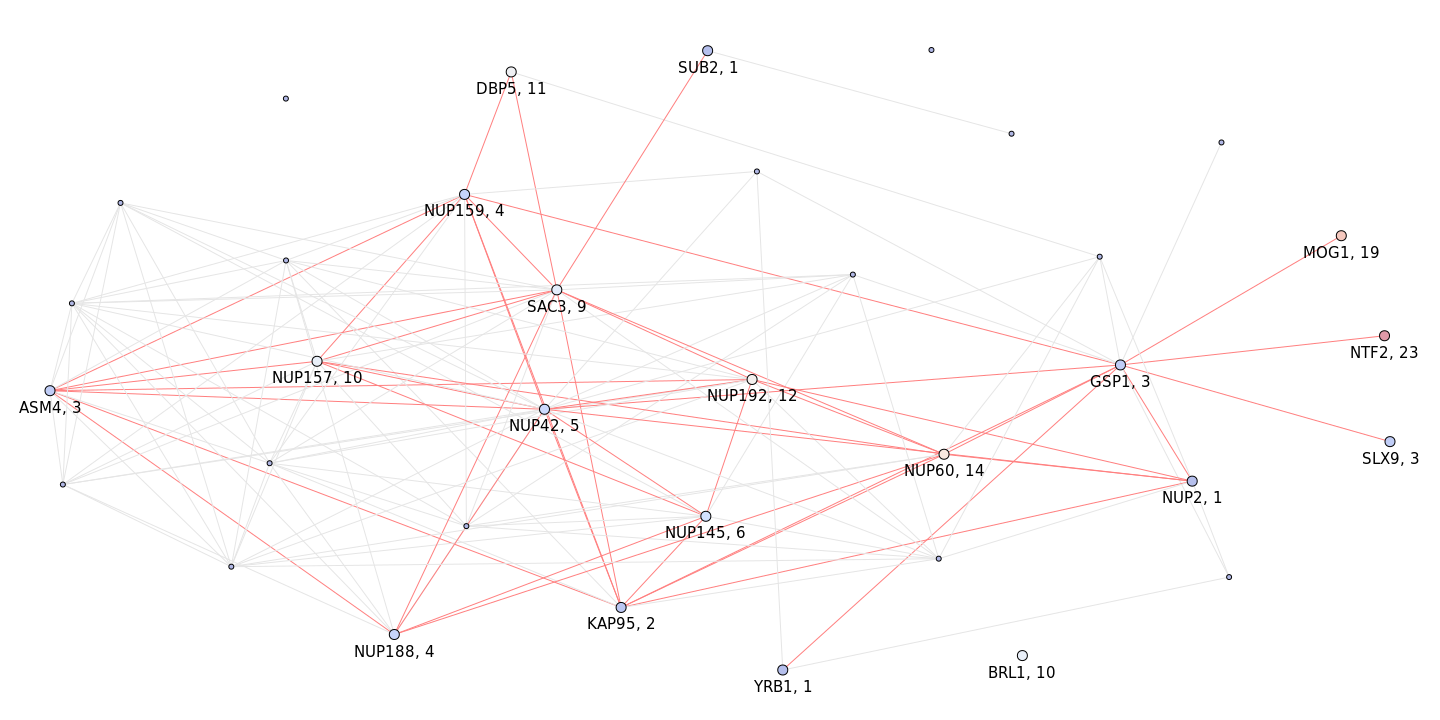 SUB2, 1
DBP5, 11
NUP159, 4
MOG1, 19
SAC3, 9
NTF2, 23
NUP157, 10
GSP1, 3
NUP192, 12
ASM4, 3
NUP42, 5
SLX9, 3
NUP60, 14
NUP2, 1
NUP145, 6
KAP95, 2
NUP188, 4
BRL1, 10
YRB1, 1